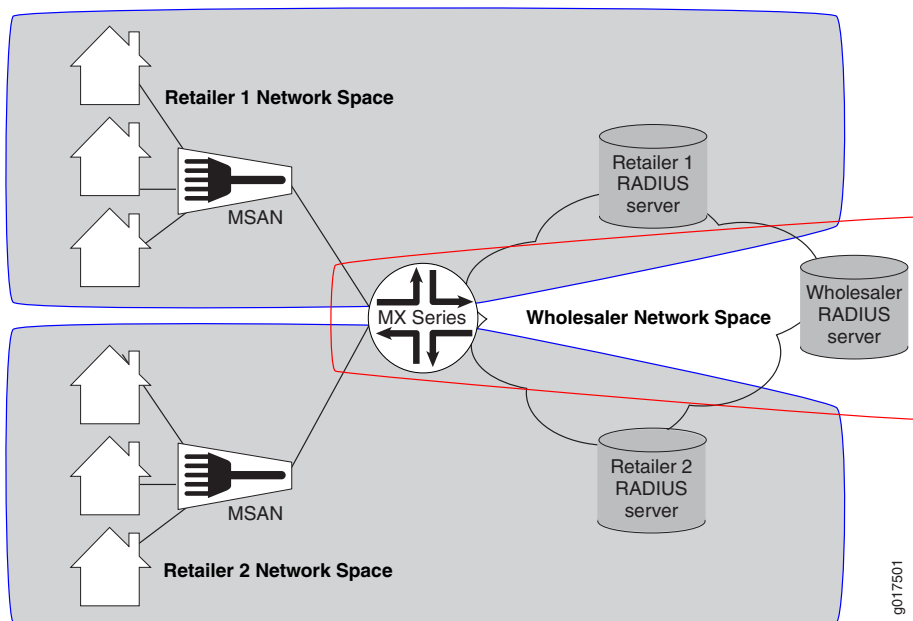 Retailer 1 Network Space
MSAN
Retailer 1
RADIUS
server
MX Series
Wholesaler Network Space
Wholesaler
RADIUS
server
MSAN
Retailer 2
RADIUS
server
Retailer 2 Network Space
g017501